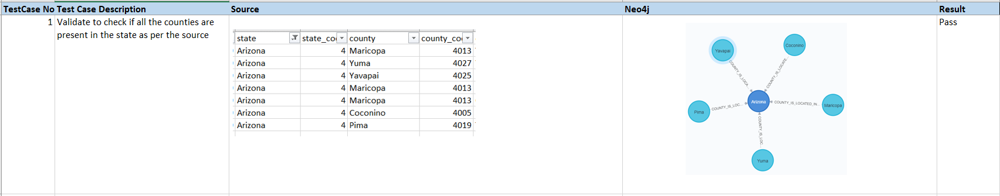 TestCase No Test Case Description Source Neo4j Result
1 Validate to check if all the counties are present in the state as per the source
Pass
state state_co county county_co
Arizona 4 Maricopa 4013
Arizona 4 Yuma 4027
Arizona 4 Yavapai 4025
Arizona 4 Maricopa 4013
Arizona 4 Maricopa 4013
Arizona 4 Coconino 4005
Arizona 4 Pima 4019
Yavapai
Coconino
COUNTY_IS_LOCA...
COUNTY_IS_LOCATE...
Arizona
COUNTY_IS_LOCATED_IN...
Maricopa
Pima
COUNTY_IS_LOC...
COUNTY_IS_LOC...
Yuma